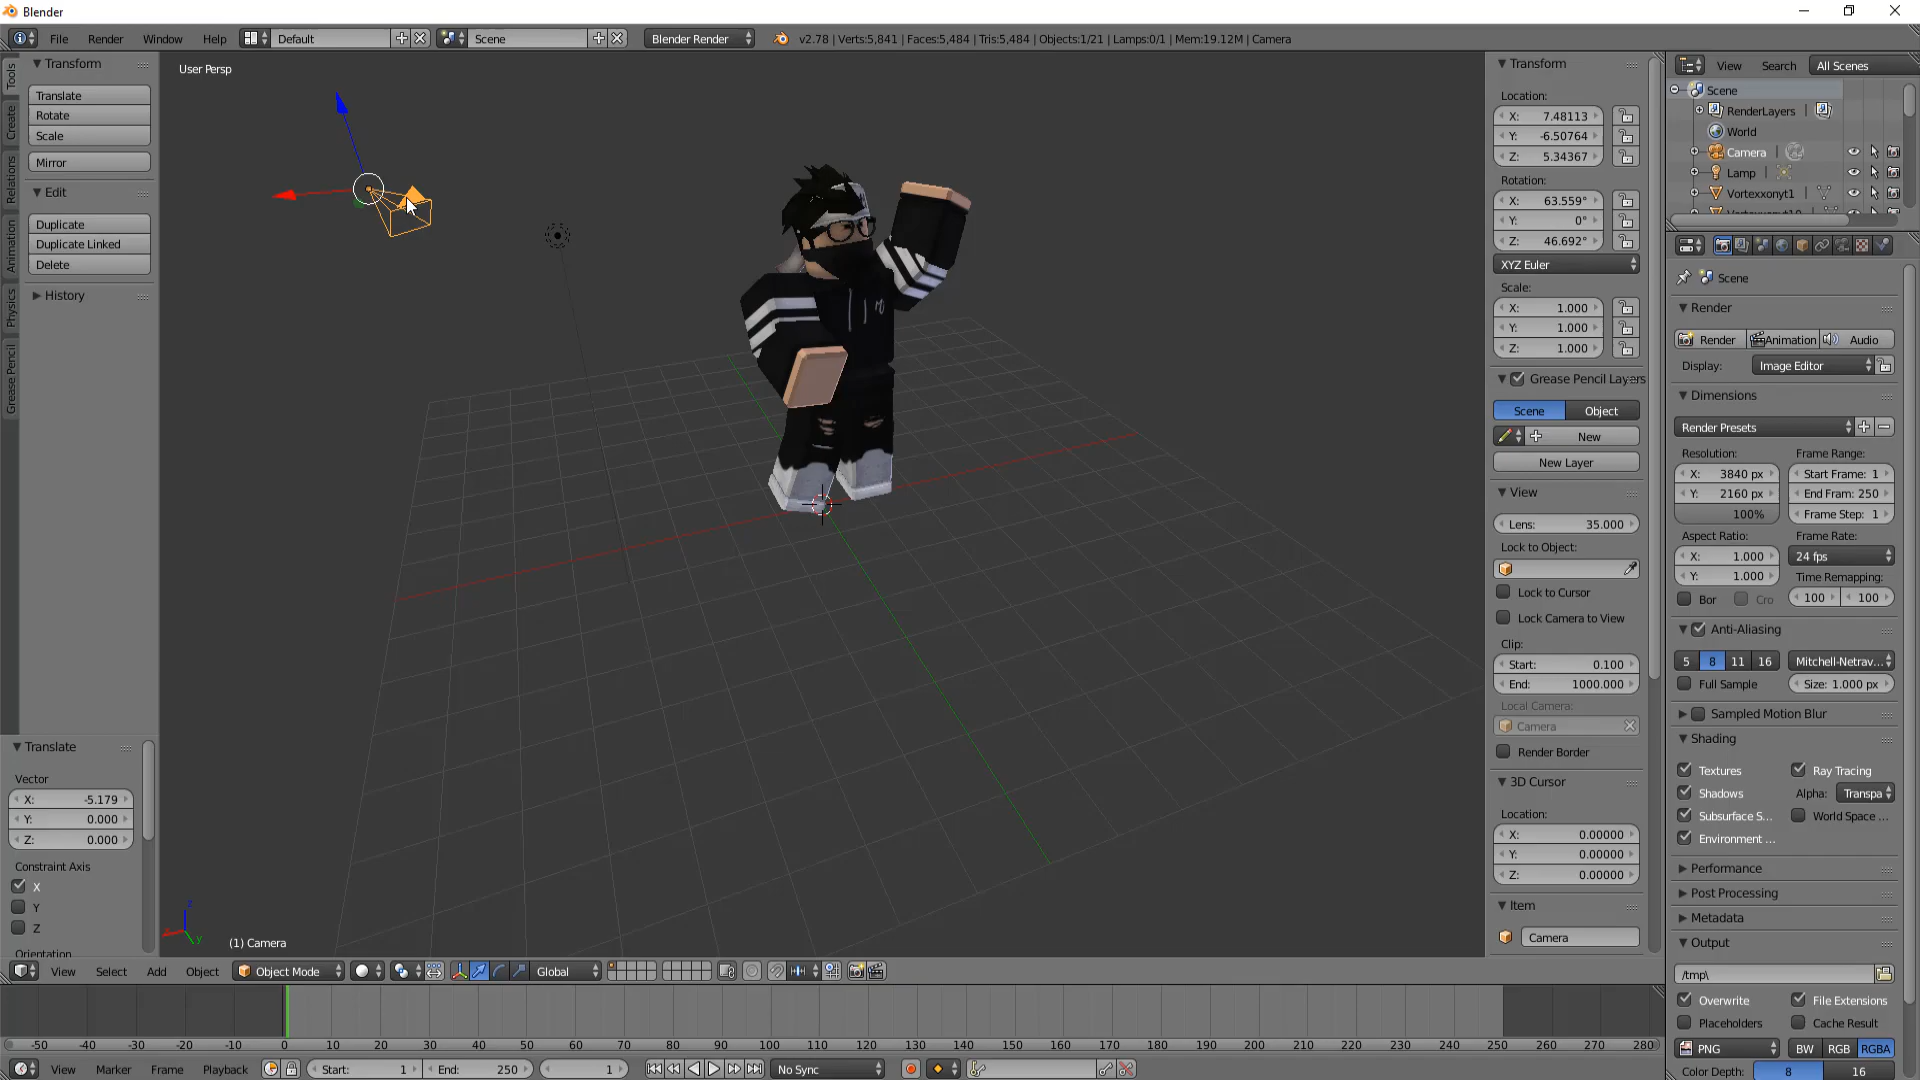 Blender
File Render Window Help Default Scene Blender Render v2.78 | Verts:5,841 | Faces:5,484 | Tris:5,484 | Objects:1/21 | Lamps:0/1 | Mem:19.12M | Camera
Tools
Create
Relations
Animation
Physics
Grease Pencil
Transform
Translate
Rotate
Scale
Mirror
Edit
Duplicate
Duplicate Linked
Delete
History
Translate
Vector
X: -5.179
Y: 0.000
Z: 0.000
Constraint Axis
X
Y
Z
Orientation
User Persp
(1) Camera
Transform
Location:
X: 7.48113
Y: -6.50764
Z: 5.34367
Rotation:
X: 63.559°
Y: 0°
Z: 46.692°
XYZ Euler
Scale:
X: 1.000
Y: 1.000
Z: 1.000
Grease Pencil Layers
Scene Object
New
New Layer
View
Lens: 35.000
Lock to Object:
Lock to Cursor
Lock Camera to View
Clip:
Start: 0.100
End: 1000.000
Local Camera:
Camera
Render Border
3D Cursor
Location:
X: 0.00000
Y: 0.00000
Z: 0.00000
Item
Camera
View Search All Scenes
Scene
RenderLayers |
World
Camera |
Lamp |
Vortexxonyt1 |
Scene
Render
Render Animation Audio
Display: Image Editor
Dimensions
Render Presets
Resolution: Frame Range:
X: 3840 px Start Frame: 1
Y: 2160 px End Fram: 250
100% Frame Step: 1
Aspect Ratio: Frame Rate:
X: 1.000 24 fps
Y: 1.000 Time Remapping:
Bor Cro 100 100
Anti-Aliasing
5 8 11 16 Mitchell-Netrav...
Full Sample Size: 1.000 px
Sampled Motion Blur
Shading
Textures Ray Tracing
Shadows Alpha: Transpa
Subsurface S... World Space ...
Environment ...
Performance
Post Processing
Metadata
Output
/tmp\
Overwrite File Extensions
Placeholders Cache Result
PNG BW RGB RGBA
Color Depth: 8 16
View Select Add Object Object Mode Global
-50 -40 -30 -20 -10 0 10 20 30 40 50 60 70 80 90 100 110 120 130 140 150 160 170 180 190 200 210 220 230 240 250 260 270 280
View Marker Frame Playback Start: 1 End: 250 1 No Sync